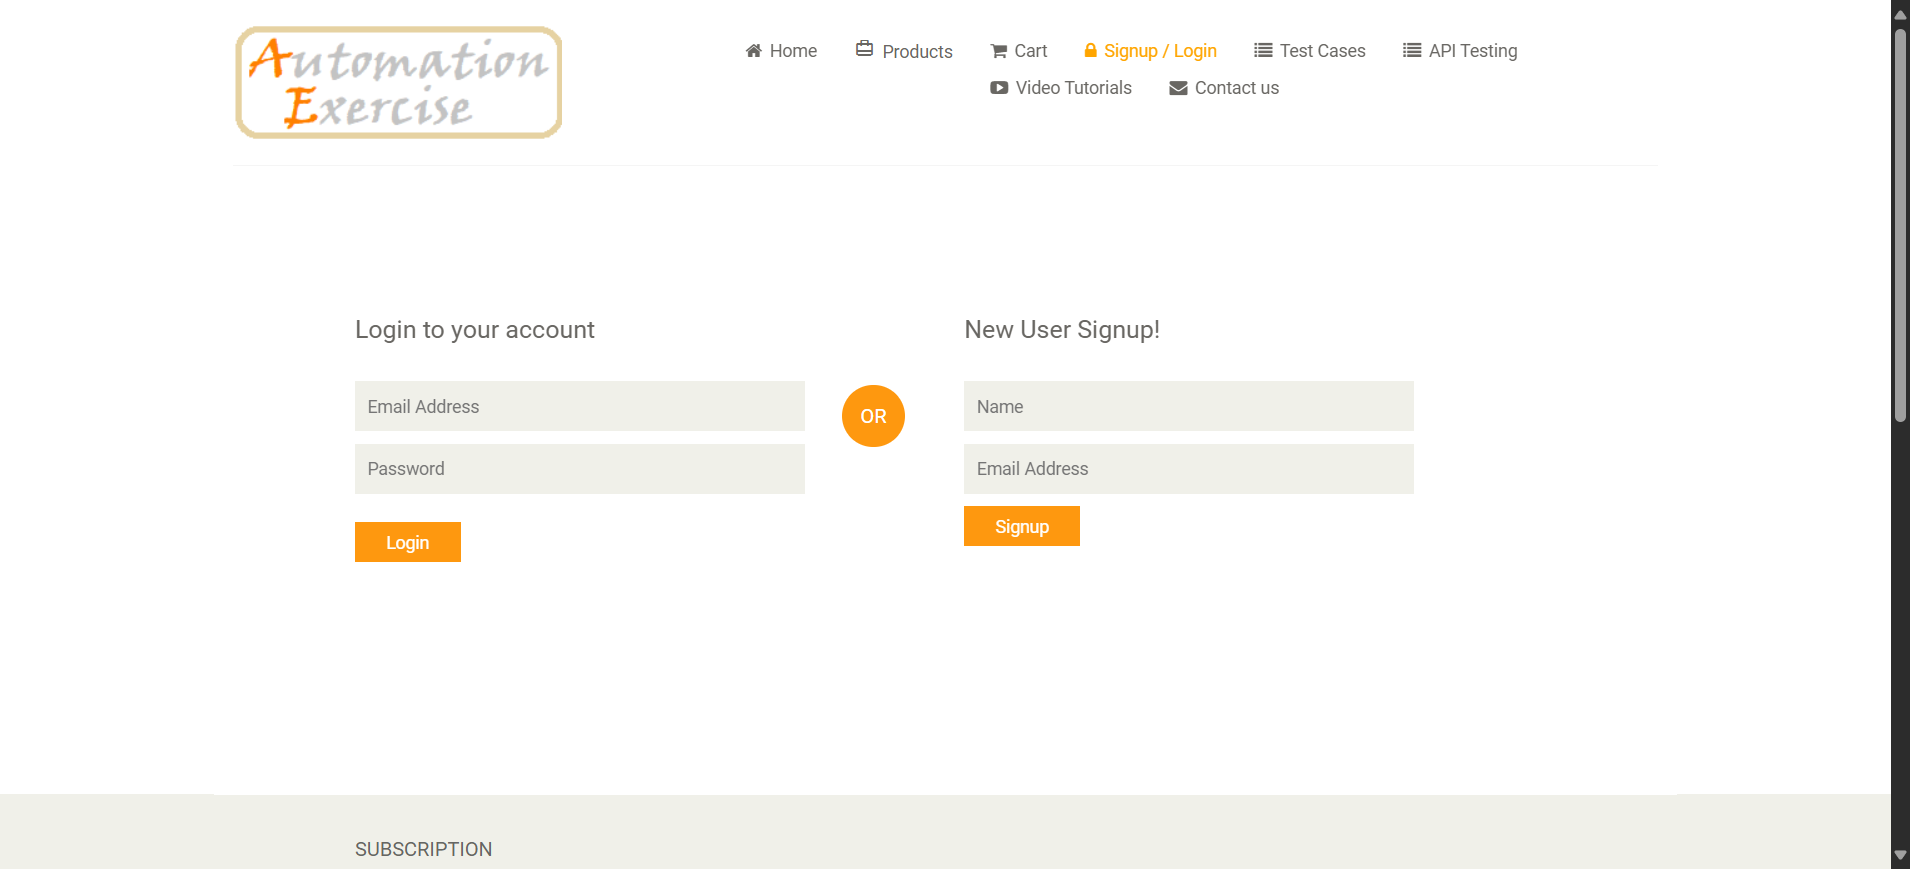 Automation
Exercise
Home
Products
Cart
Signup / Login
Test Cases
API Testing
Video Tutorials
Contact us
Login to your account
Email Address
Password
Login
OR
New User Signup!
Name
Email Address
Signup
SUBSCRIPTION